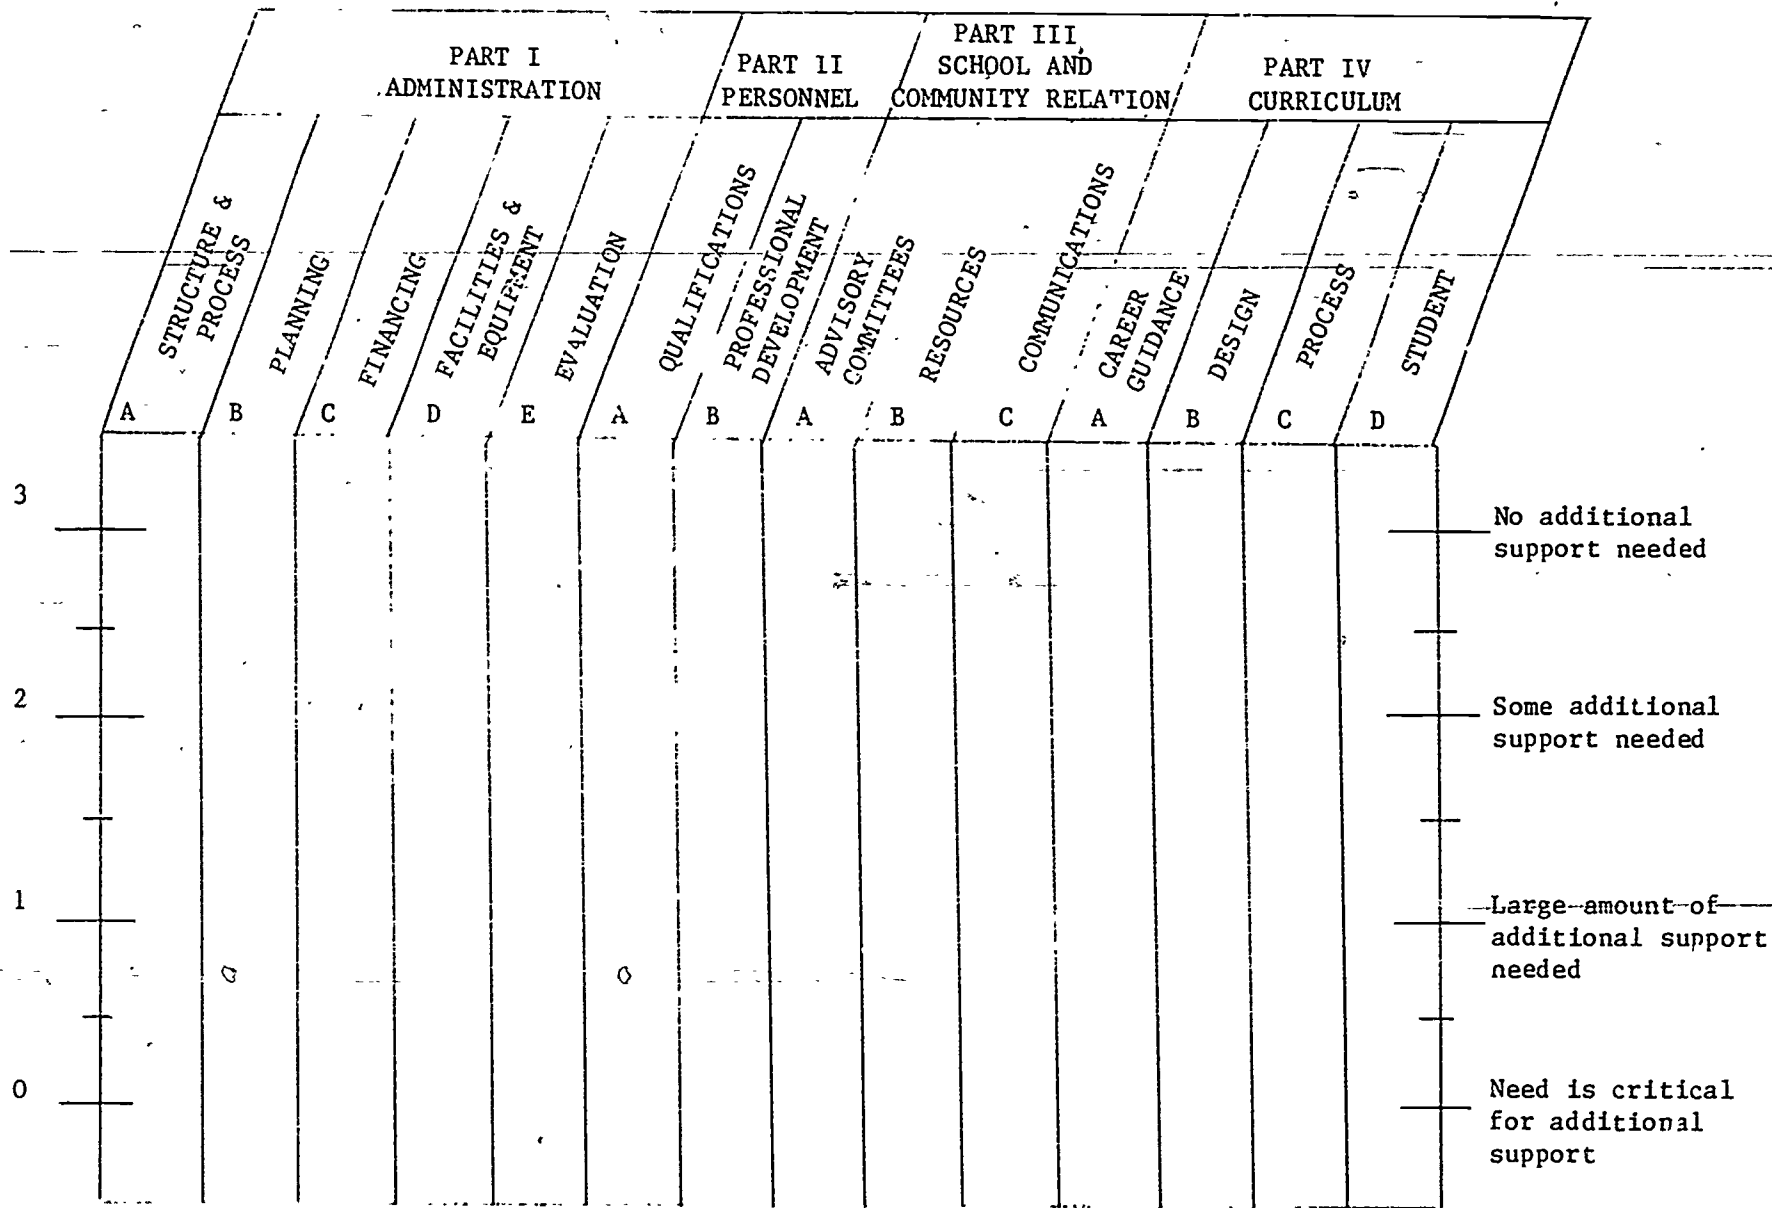 PART I
ADMINISTRATION
PART II
PERSONNEL
PART III
SCHOOL AND
COMMUNITY RELATION
PART IV
CURRICULUM
STRUCTURE &
PROCESS
PLANNING
FINANCING
FACILITIES &
EQUIPMENT
EVALUATION
QUALIFICATIONS
PROFESSIONAL
DEVELOPMENT
ADVISORY
COMMITTEES
RESOURCES
COMMUNICATIONS
CAREER
GUIDANCE
DESIGN
PROCESS
STUDENT
A B C D E A B A B C A B C D
3
No additional
support needed
2
Some additional
support needed
1
Large amount of
additional support
needed
0
Need is critical
for additional
support